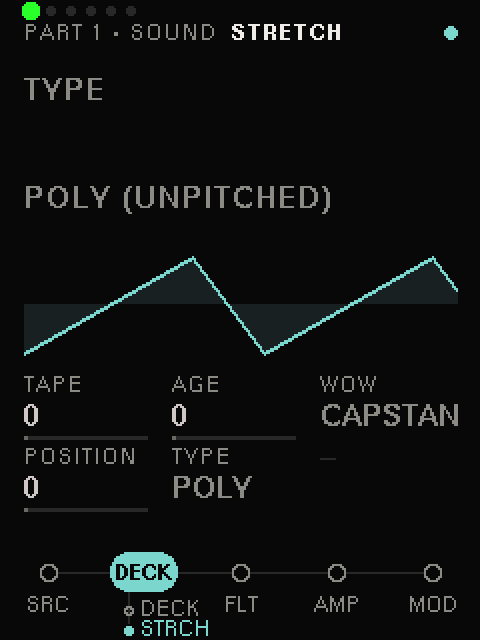 PART 1 · SOUND STRETCH
TYPE
POLY (UNPITCHED)
TAPE AGE WOW
0 0 CAPSTAN
POSITION TYPE —
0 POLY
DECK
SRC DECK FLT AMP MOD
STRCH